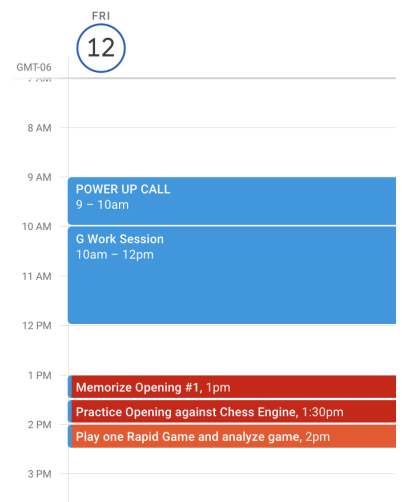 FRI
12
GMT-06
7 AM
8 AM
9 AM
POWER UP CALL
9 – 10am
10 AM
G Work Session
10am – 12pm
11 AM
12 PM
1 PM
Memorize Opening #1, 1pm
Practice Opening against Chess Engine, 1:30pm
2 PM
Play one Rapid Game and analyze game, 2pm
3 PM